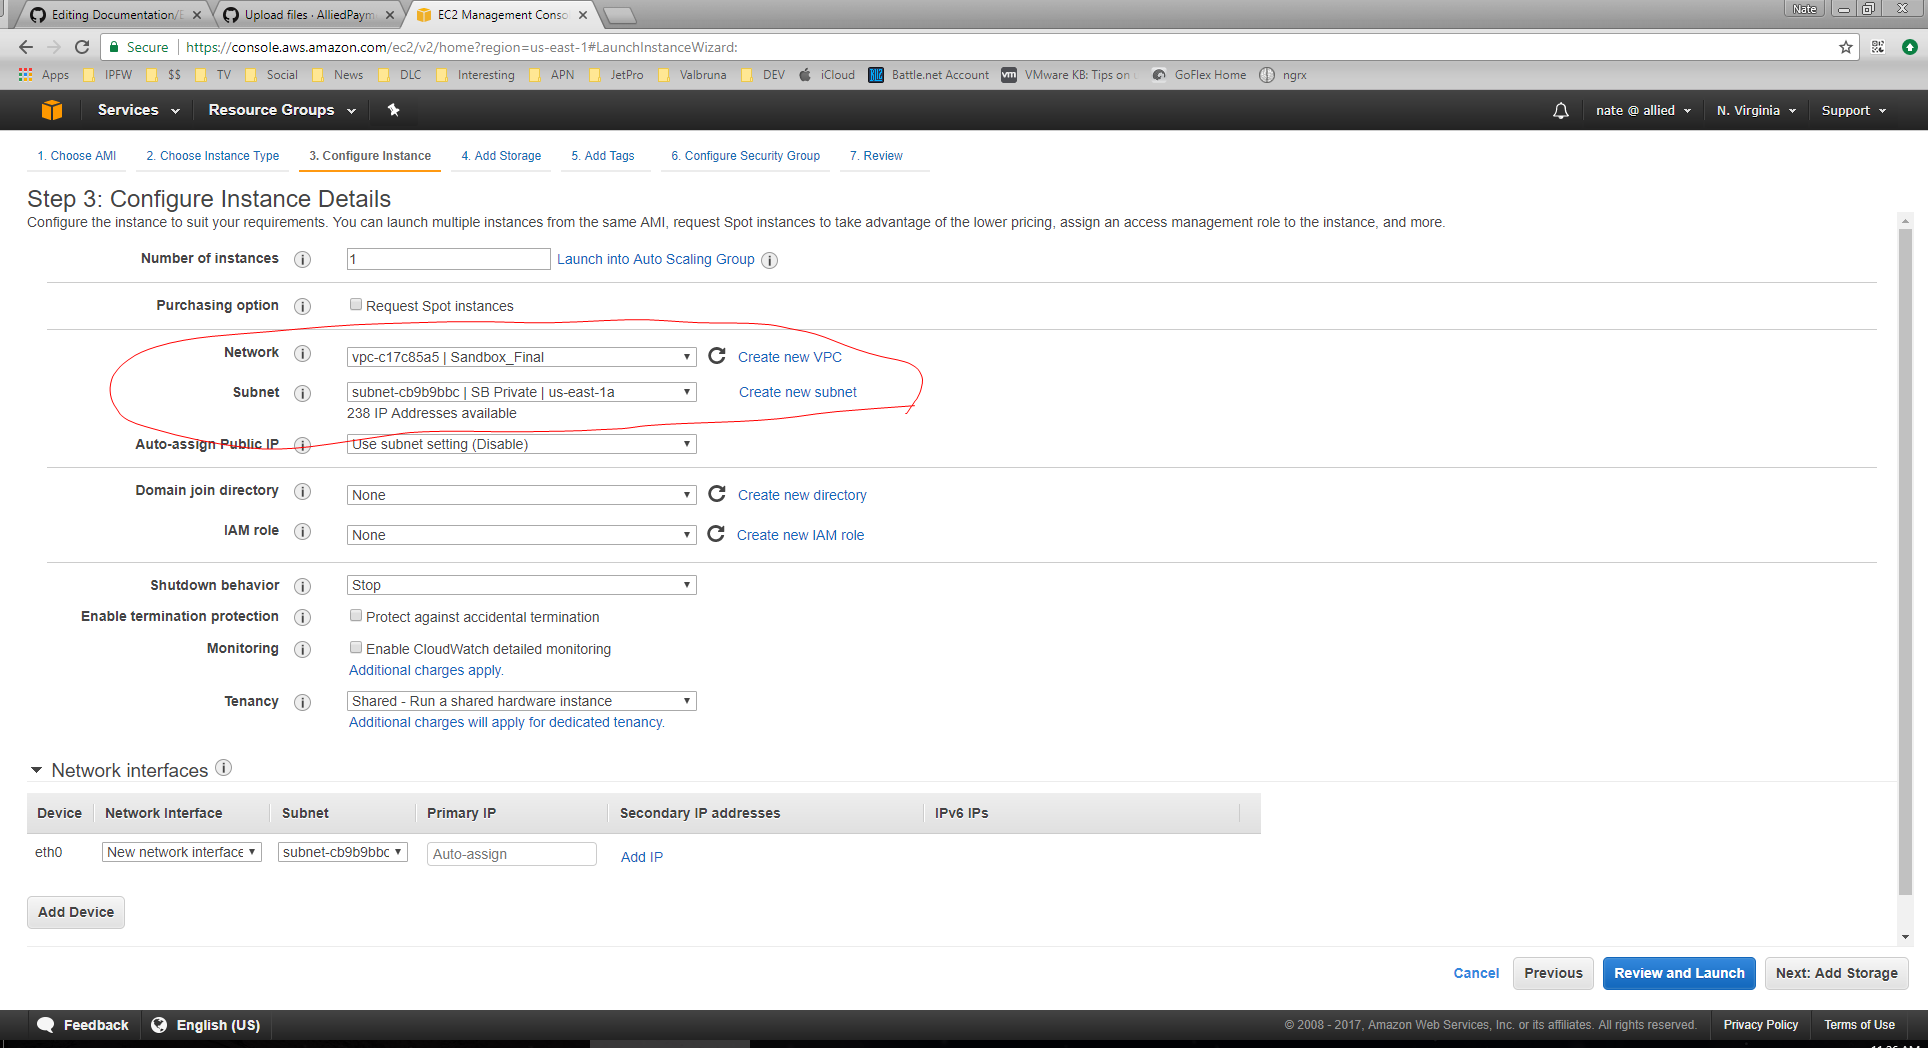 Editing Documentation/E
Upload files · AlliedPaym
EC2 Management Conso
Nate
Secure
https://console.aws.amazon.com/ec2/v2/home?region=us-east-1#LaunchInstanceWizard:
Apps IPFW $$ TV Social News DLC Interesting APN JetPro Valbruna DEV iCloud Battle.net Account vm VMware KB: Tips on GoFlex Home ngrx
Services Resource Groups nate @ allied N. Virginia Support
1. Choose AMI 2. Choose Instance Type 3. Configure Instance 4. Add Storage 5. Add Tags 6. Configure Security Group 7. Review
Step 3: Configure Instance Details
Configure the instance to suit your requirements. You can launch multiple instances from the same AMI, request Spot instances to take advantage of the lower pricing, assign an access management role to the instance, and more.
Number of instances 1 Launch into Auto Scaling Group
Purchasing option Request Spot instances
Network vpc-c17c85a5 | Sandbox_Final Create new VPC
Subnet subnet-cb9b9bbc | SB Private | us-east-1a Create new subnet
238 IP Addresses available
Auto-assign Public IP Use subnet setting (Disable)
Domain join directory None Create new directory
IAM role None Create new IAM role
Shutdown behavior Stop
Enable termination protection Protect against accidental termination
Monitoring Enable CloudWatch detailed monitoring
Additional charges apply.
Tenancy Shared - Run a shared hardware instance
Additional charges will apply for dedicated tenancy.
Network interfaces
Device Network Interface Subnet Primary IP Secondary IP addresses IPv6 IPs
eth0 New network interface subnet-cb9b9bbc Auto-assign Add IP
Add Device
Cancel Previous Review and Launch Next: Add Storage
Feedback English (US) © 2008 - 2017, Amazon Web Services, Inc. or its affiliates. All rights reserved. Privacy Policy Terms of Use